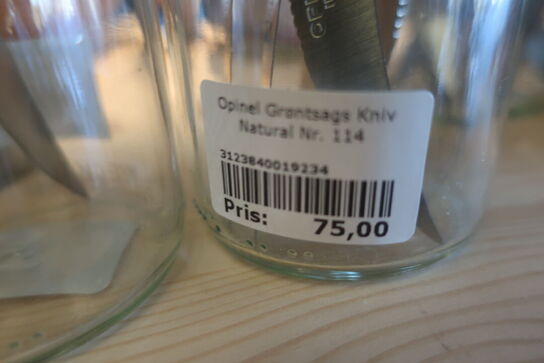 Opinel Grøntsags Kniv
Natural Nr. 114
3123840019234
Pris: 75,00